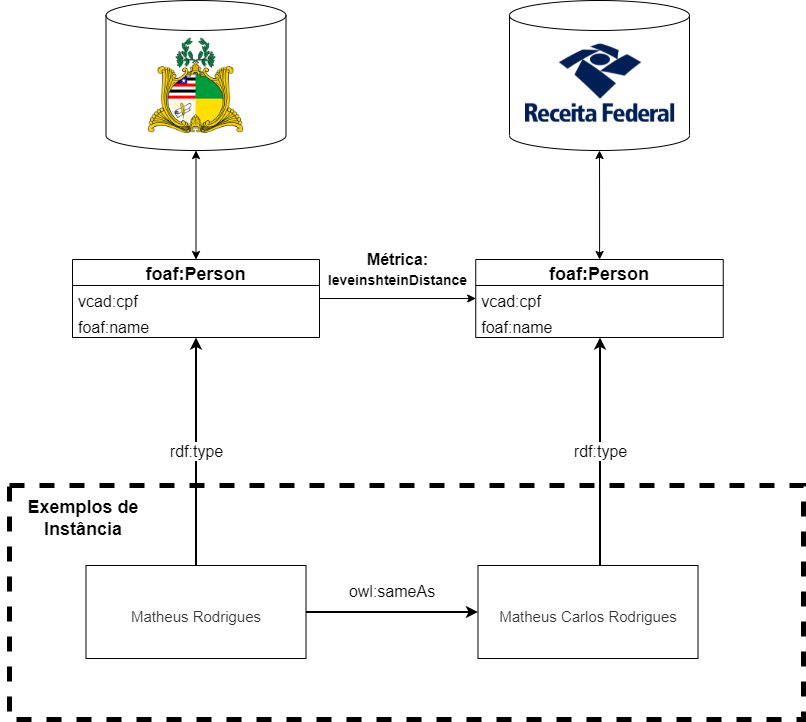 Receita Federal
foaf:Person
vcad:cpf
foaf:name
Métrica:
leveinshteinDistance
foaf:Person
vcad:cpf
foaf:name
rdf:type
rdf:type
Exemplos de
Instância
Matheus Rodrigues
owl:sameAs
Matheus Carlos Rodrigues